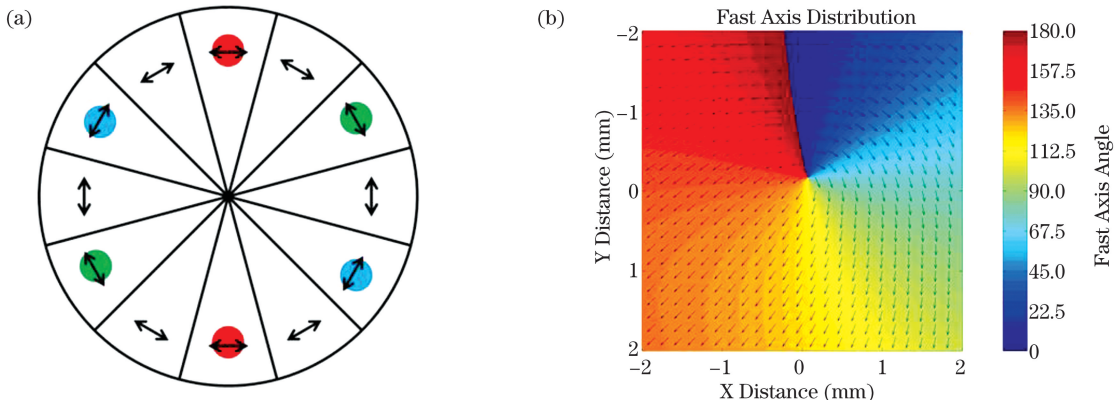 (a)
(b)
Fast Axis Distribution
−2
−1
0
1
2
Y Distance (mm)
−2 −1 0 1 2
X Distance (mm)
180.0
157.5
135.0
112.5
90.0
67.5
45.0
22.5
0
Fast Axis Angle